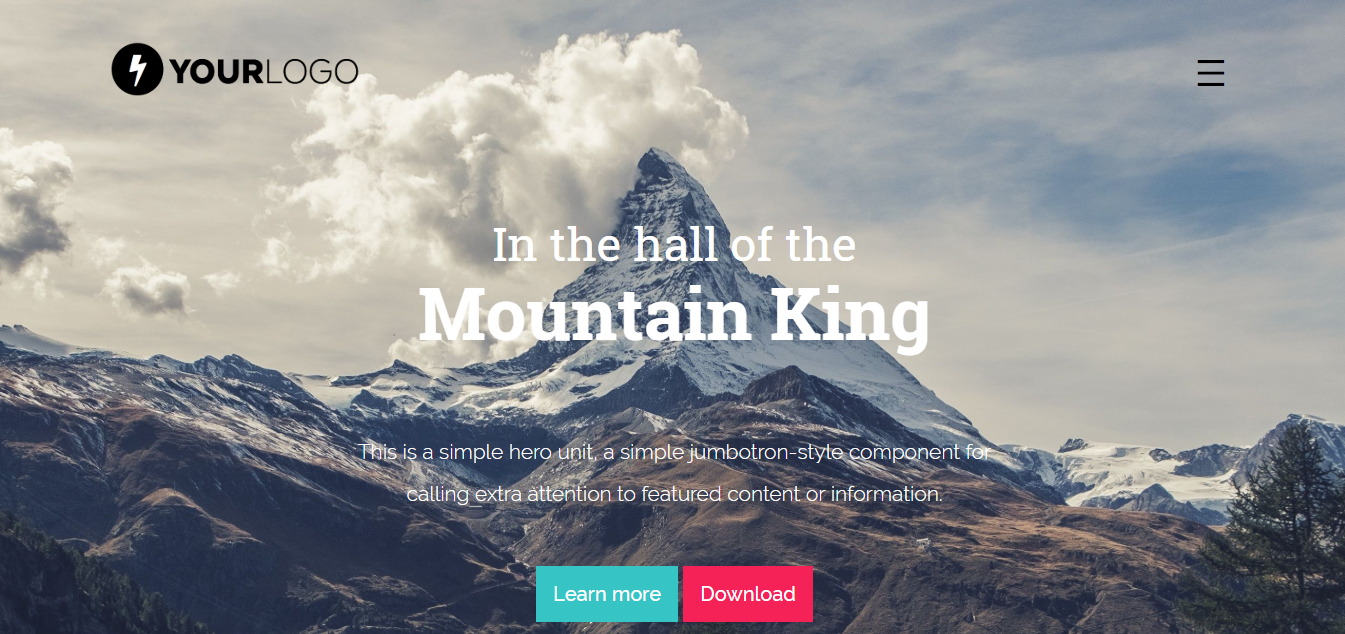 YOURLOGO
In the hall of the
Mountain King
This is a simple hero unit, a simple jumbotron-style component for
calling extra attention to featured content or information.
Learn more
Download